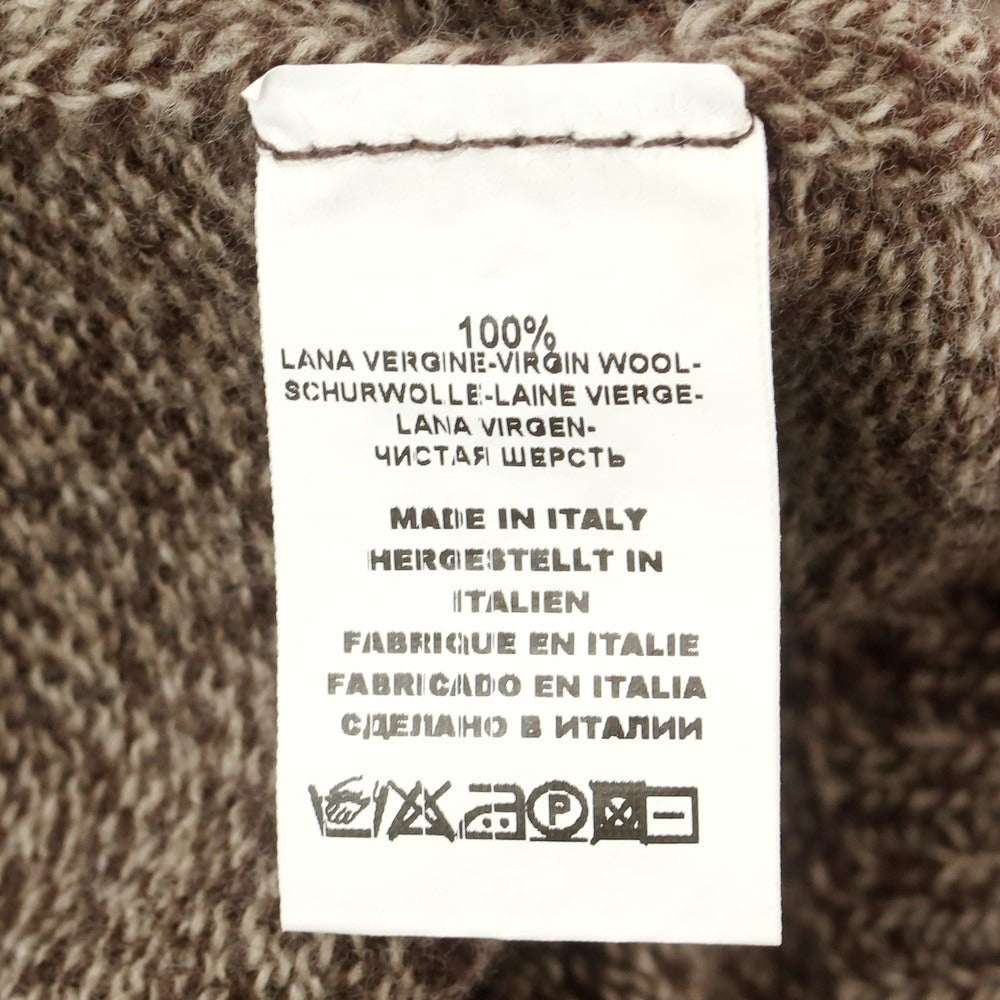 100%
LANA VERGINE-VIRGIN WOOL-
SCHURWOLLE-LAINE VIERGE-
LANA VIRGEN-
ЧИСТАЯ ШЕРСТЬ
MADE IN ITALY
HERGESTELLT IN
ITALIEN
FABRIQUE EN ITALIE
FABRICADO EN ITALIA
СДЕЛАНО В ИТАЛИИ
P